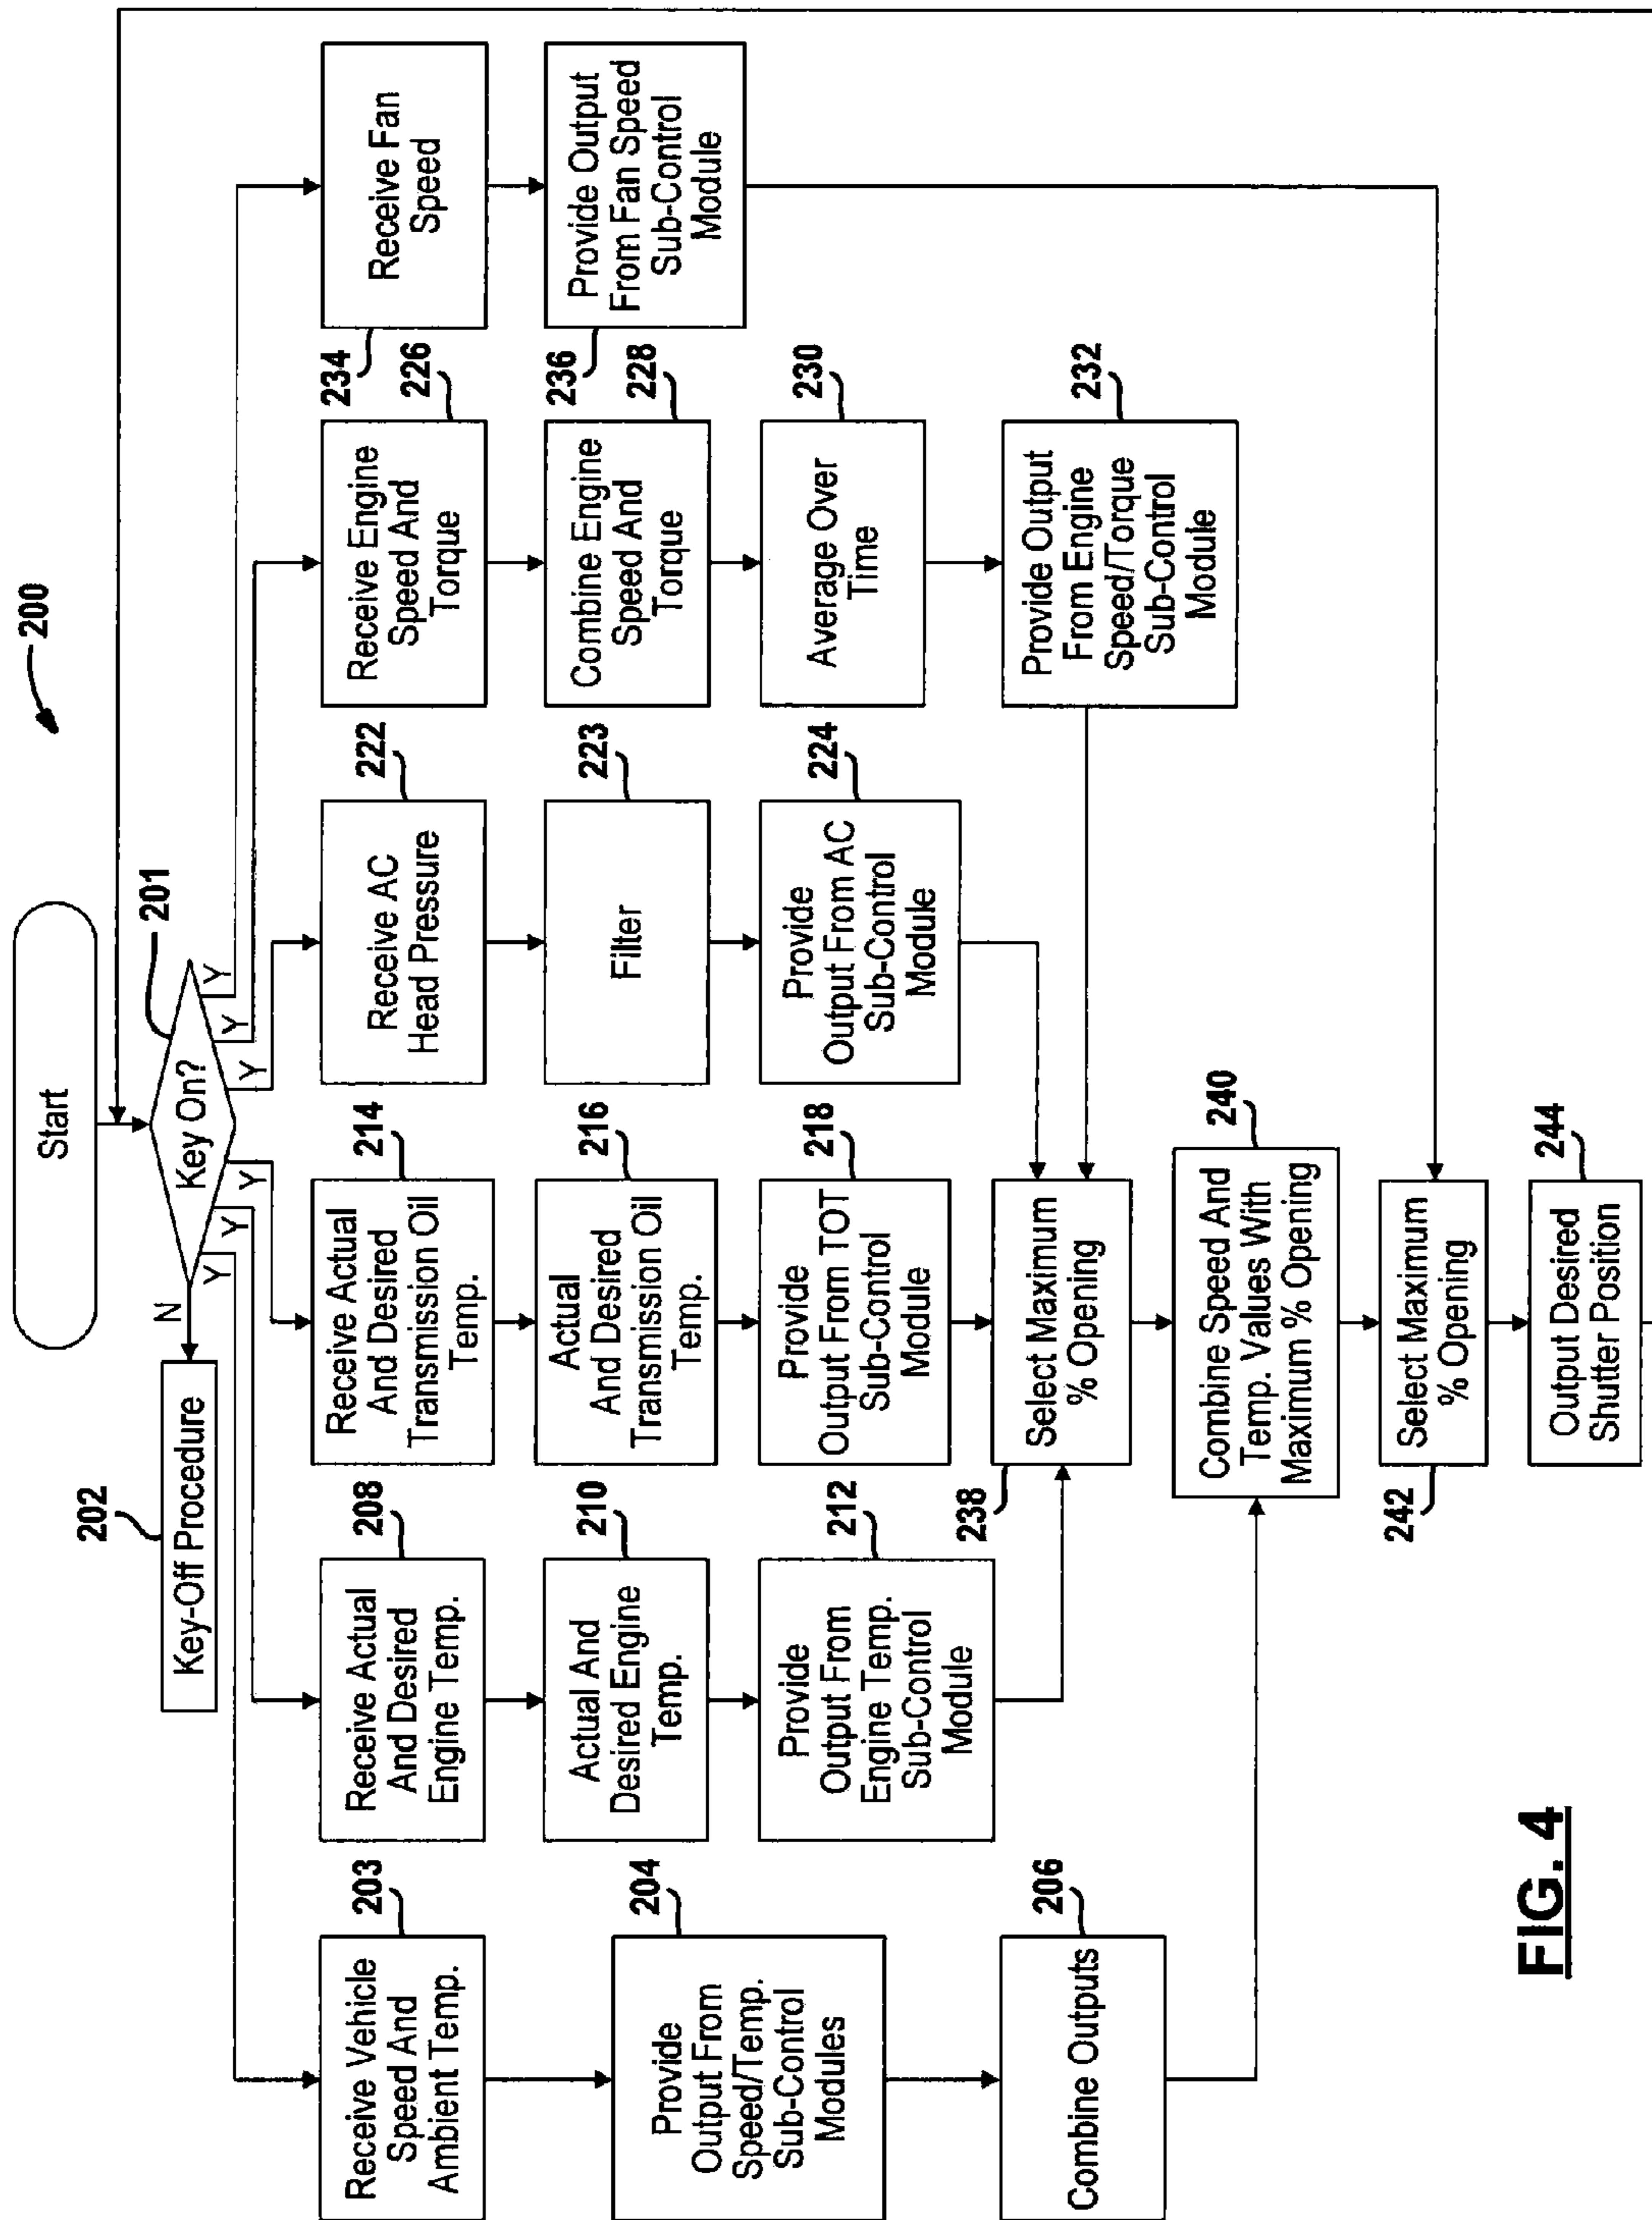 200
Start
201
Key On?
N
Y
Y
Y
Y
Y
Y
202
Key-Off Procedure
203
Receive Vehicle
Speed And
Ambient Temp.
204
Provide
Output From
Speed/Temp.
Sub-Control
Modules
206
Combine Outputs
208
Receive Actual
And Desired
Engine Temp.
210
Actual And
Desired Engine
Temp.
212
Provide
Output From
Engine Temp.
Sub-Control
Module
214
Receive Actual
And Desired
Transmission Oil
Temp.
216
Actual
And Desired
Transmission Oil
Temp.
218
Provide
Output From TOT
Sub-Control
Module
222
Receive AC
Head Pressure
223
Filter
224
Provide
Output From AC
Sub-Control
Module
226
Receive Engine
Speed And
Torque
228
Combine Engine
Speed And
Torque
230
Average Over
Time
232
Provide Output
From Engine
Speed/Torque
Sub-Control
Module
234
Receive Fan
Speed
236
Provide Output
From Fan Speed
Sub-Control
Module
238
Select Maximum
% Opening
240
Combine Speed And
Temp. Values With
Maximum % Opening
242
Select Maximum
% Opening
244
Output Desired
Shutter Position
FIG. 4